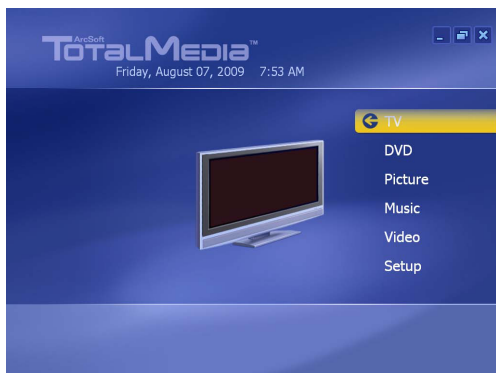 ArcSoft
TOTALMEDIA™
Friday, August 07, 2009 7:53 AM
TV
DVD
Picture
Music
Video
Setup